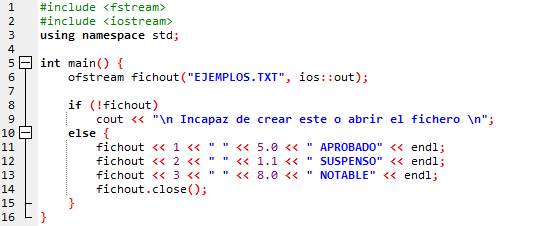 1 #include <fstream>
2 #include <iostream>
3 using namespace std;
4
5 int main() {
6 ofstream fichout("EJEMPLOS.TXT", ios::out);
7
8 if (!fichout)
9 cout << "\n Incapaz de crear este o abrir el fichero \n";
10 else {
11 fichout << 1 << " " << 5.0 << " APROBADO" << endl;
12 fichout << 2 << " " << 1.1 << " SUSPENSO" << endl;
13 fichout << 3 << " " << 8.0 << " NOTABLE" << endl;
14 fichout.close();
15 }
16 }